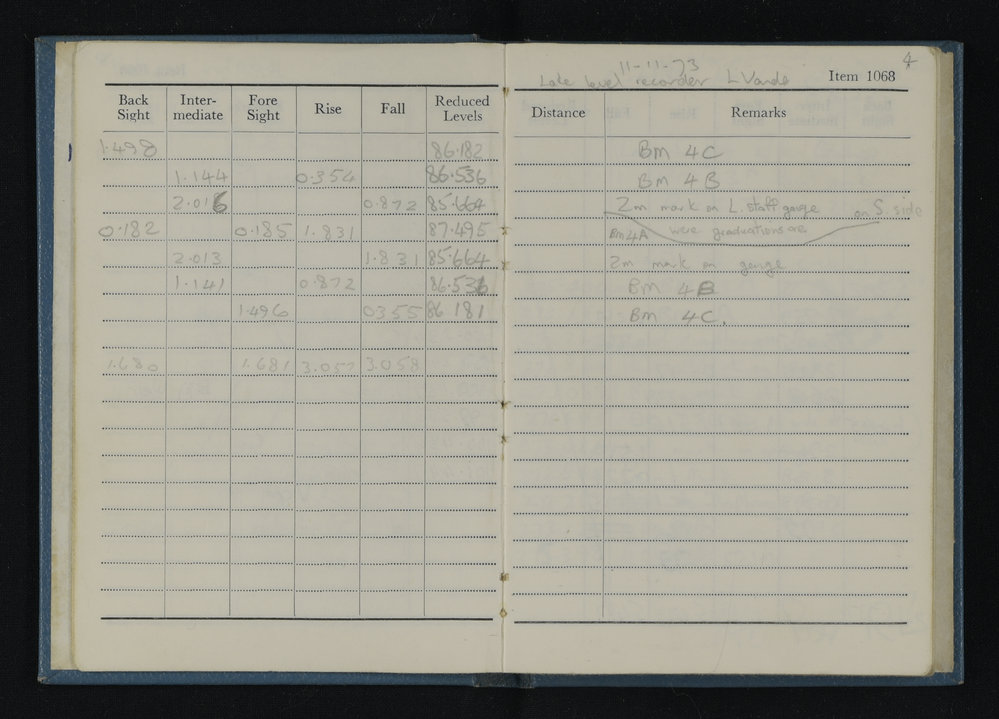 4
11-11-73
Lake level recorder L Vanda Item 1068
Back Sight Inter- mediate Fore Sight Rise Fall Reduced Levels Distance Remarks
1.498 86.182 Bm 4C
1.144 0.354 86.536 Bm 4B
2.016 0.872 85.664 2m mark on L. staff gauge on S. side
0.182 0.185 1.831 87.495 Bm 4A were graduations are
2.013 1.831 85.664 2m mark on gauge
1.141 0.872 86.536 Bm 4B
1.496 0355 86 181 Bm 4C.
1.680 1.681 3.057 3.058